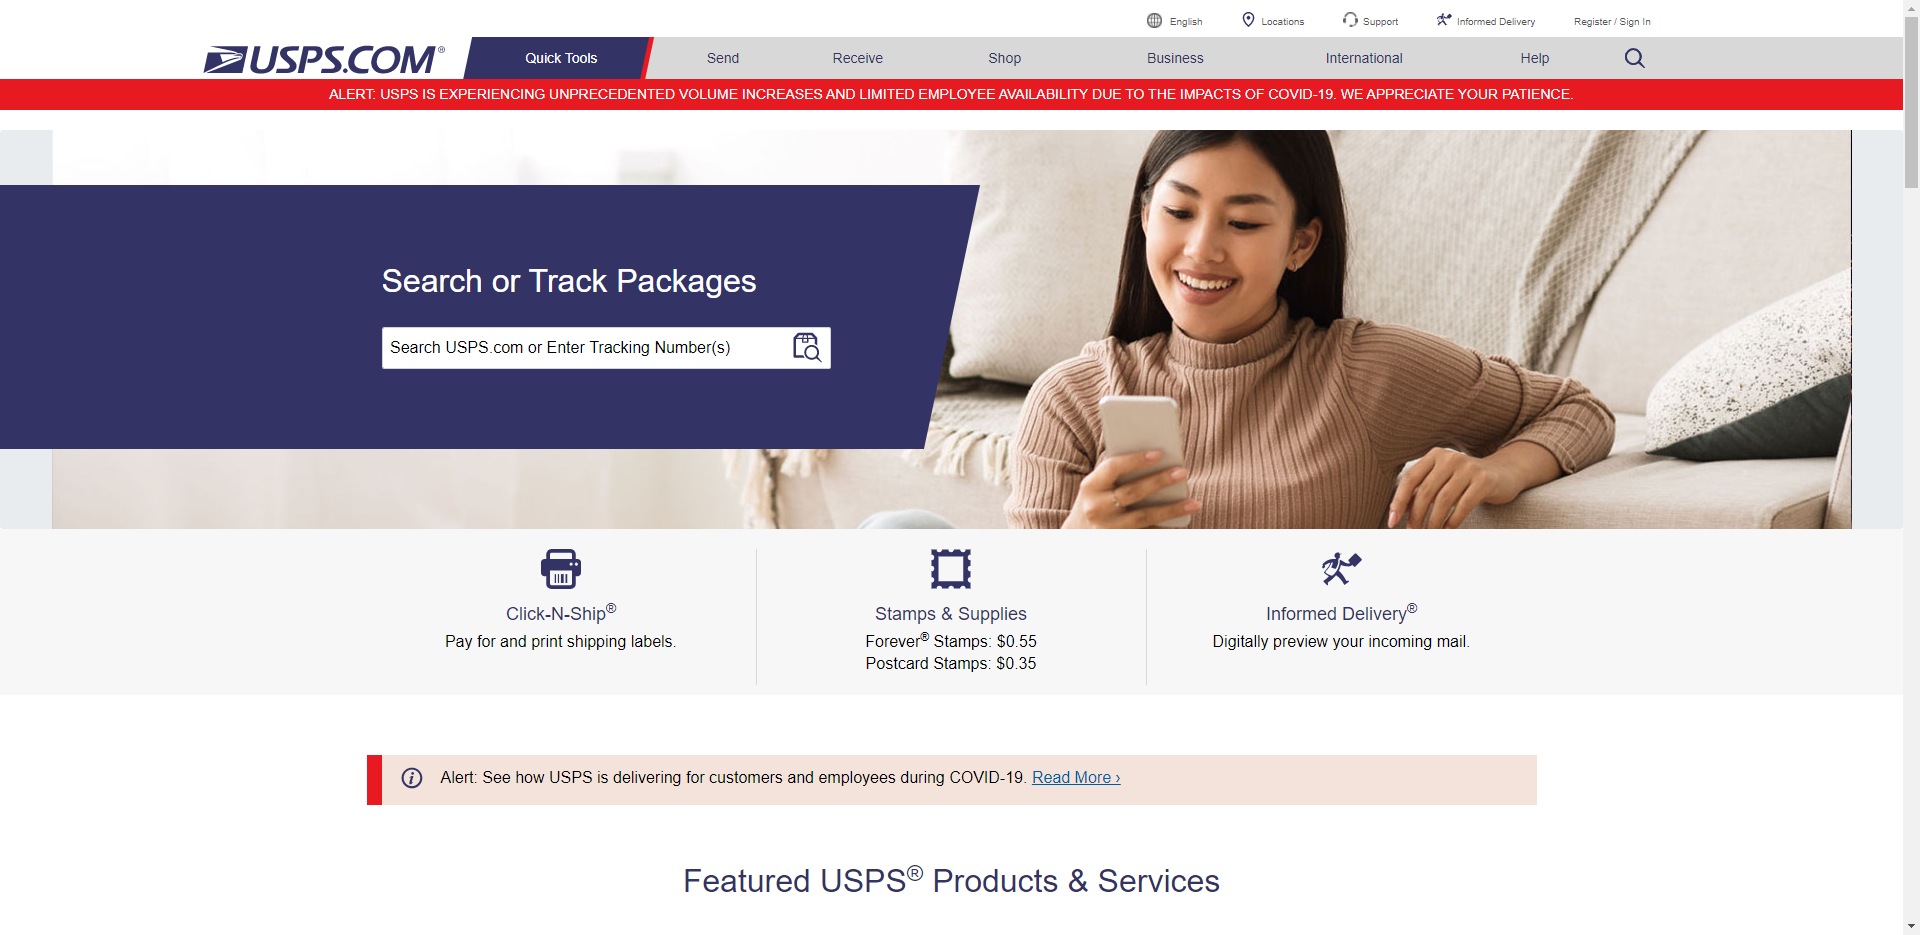 English
Locations
Support
Informed Delivery
Register / Sign In
USPS.COM®
Quick Tools
Send
Receive
Shop
Business
International
Help
ALERT: USPS IS EXPERIENCING UNPRECEDENTED VOLUME INCREASES AND LIMITED EMPLOYEE AVAILABILITY DUE TO THE IMPACTS OF COVID-19. WE APPRECIATE YOUR PATIENCE.
Search or Track Packages
Search USPS.com or Enter Tracking Number(s)
Click-N-Ship®
Pay for and print shipping labels.
Stamps & Supplies
Forever® Stamps: $0.55
Postcard Stamps: $0.35
Informed Delivery®
Digitally preview your incoming mail.
Alert: See how USPS is delivering for customers and employees during COVID-19. Read More ›
Featured USPS® Products & Services